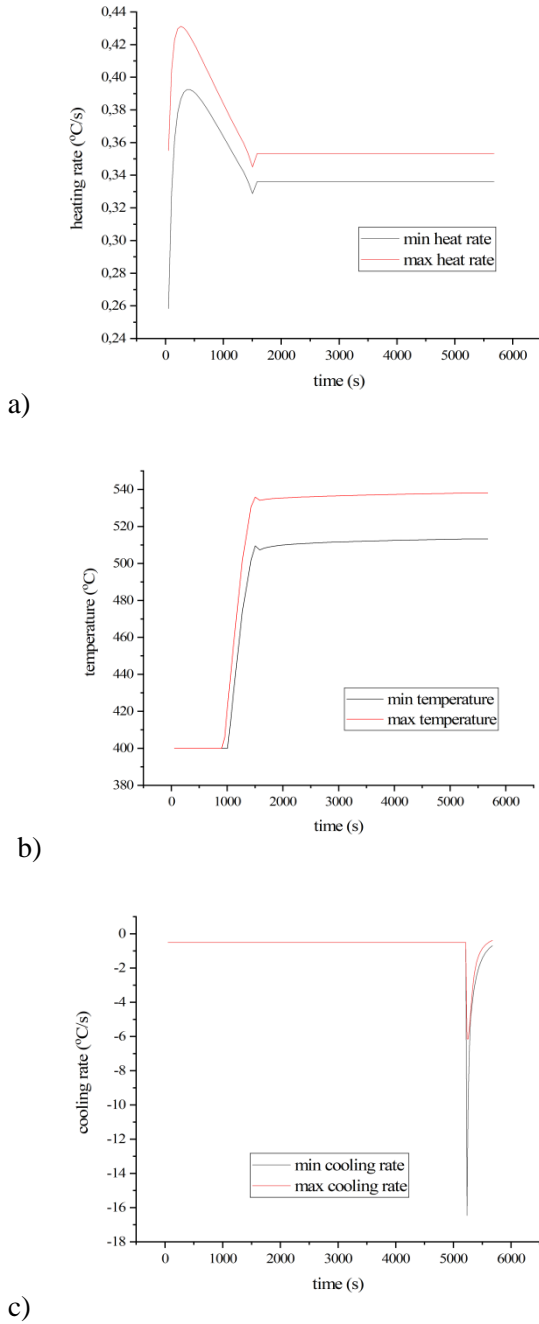 0,44
0,42
0,40
0,38
0,36
0,34
0,32
0,30
0,28
0,26
0,24
heating rate (°C/s)
min heat rate
max heat rate
0 1000 2000 3000 4000 5000 6000
time (s)
a)
540
520
500
480
460
440
420
400
380
temperature (°C)
min temperature
max temperature
0 1000 2000 3000 4000 5000 6000
time (s)
b)
0
-2
-4
-6
-8
-10
-12
-14
-16
-18
cooling rate (°C/s)
min cooling rate
max cooling rate
0 1000 2000 3000 4000 5000 6000
time (s)
c)